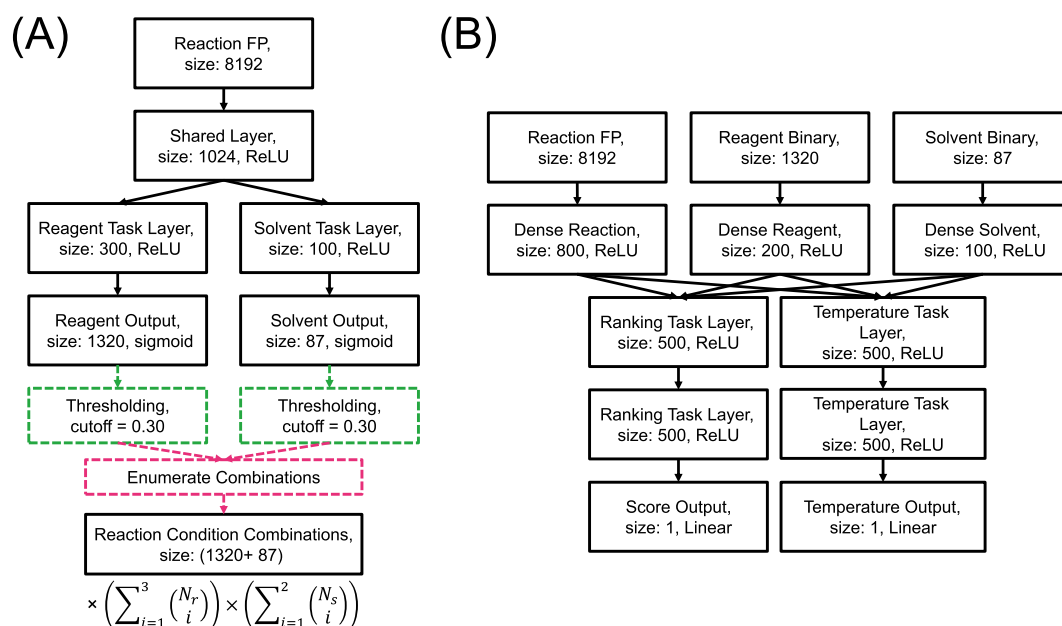 (A)
Reaction FP,
size: 8192
Shared Layer,
size: 1024, ReLU
Reagent Task Layer,
size: 300, ReLU
Solvent Task Layer,
size: 100, ReLU
Reagent Output,
size: 1320, sigmoid
Solvent Output,
size: 87, sigmoid
Thresholding,
cutoff = 0.30
Thresholding,
cutoff = 0.30
Enumerate Combinations
Reaction Condition Combinations,
size: (1320+ 87)
× (∑_{i=1}^{3} \binom{N_r}{i}) × (∑_{i=1}^{2} \binom{N_s}{i}))
(B)
Reaction FP,
size: 8192
Reagent Binary,
size: 1320
Solvent Binary,
size: 87
Dense Reaction,
size: 800, ReLU
Dense Reagent,
size: 200, ReLU
Dense Solvent,
size: 100, ReLU
Ranking Task Layer,
size: 500, ReLU
Temperature Task
Layer,
size: 500, ReLU
Ranking Task Layer,
size: 500, ReLU
Temperature Task
Layer,
size: 500, ReLU
Score Output,
size: 1, Linear
Temperature Output,
size: 1, Linear